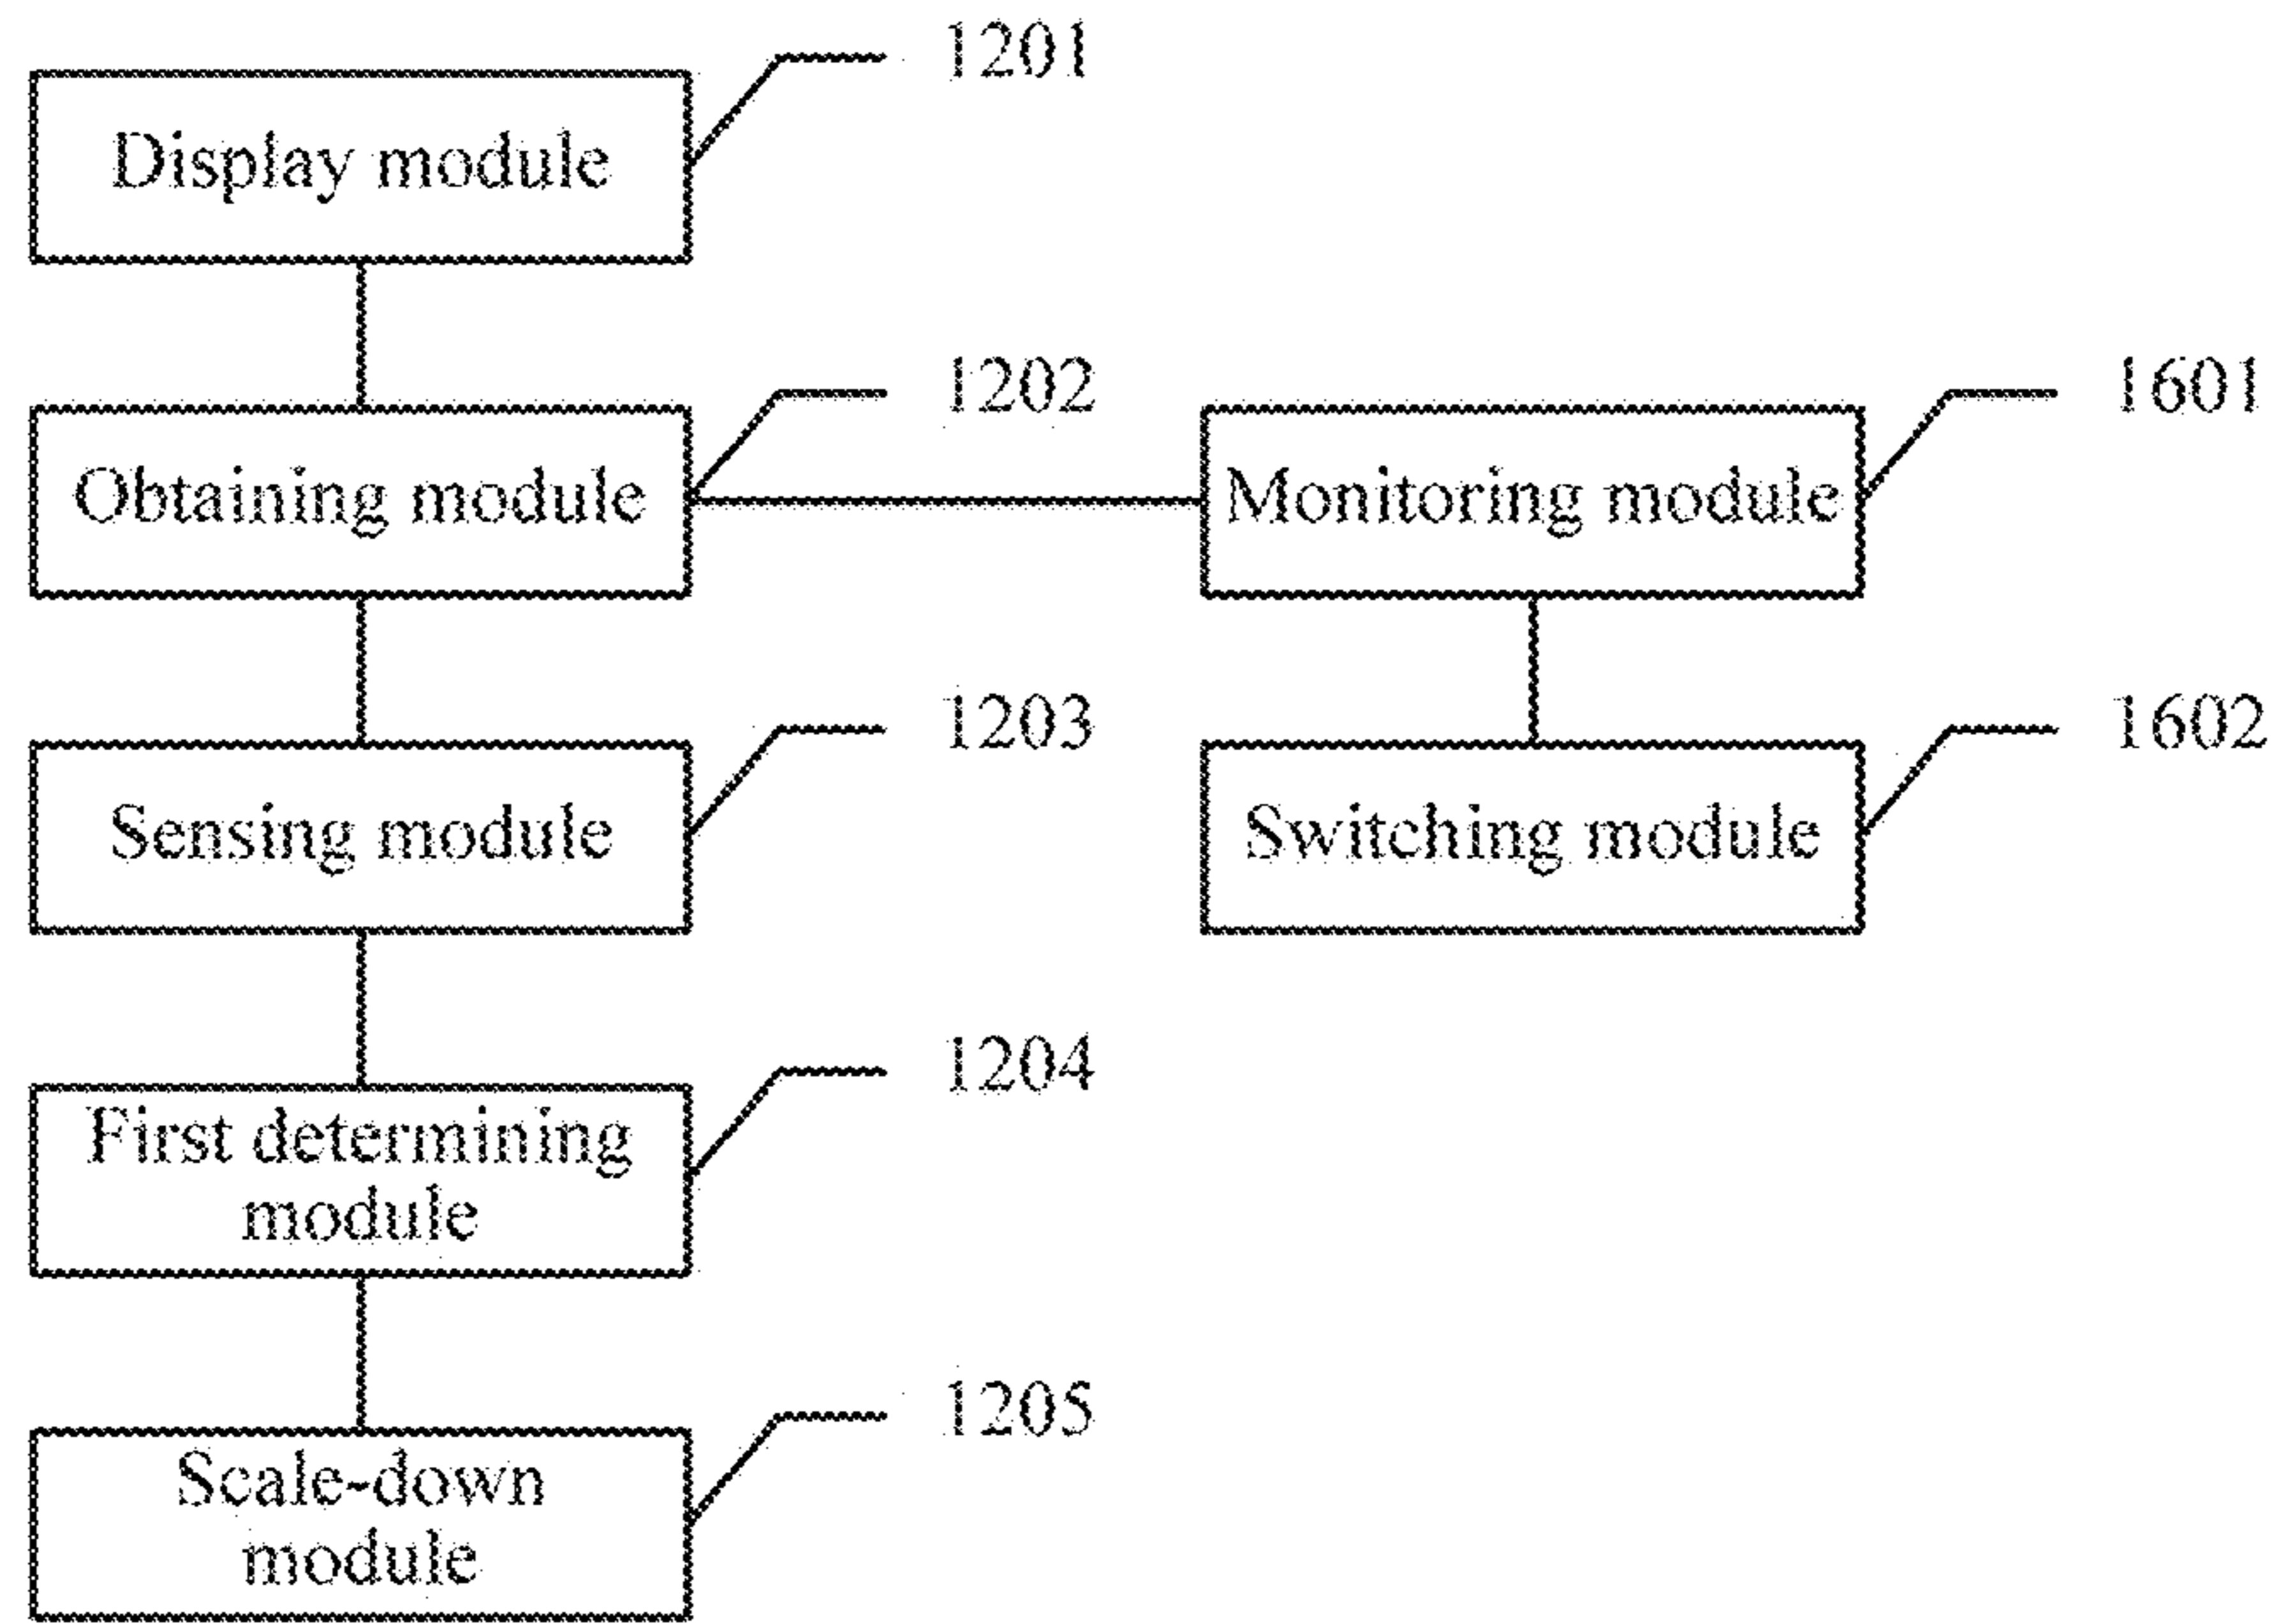 1201
Display module
1202
1601
Obtaining module
Monitoring module
1203
1602
Sensing module
Switching module
1204
First determining
module
1205
Scale-down
module